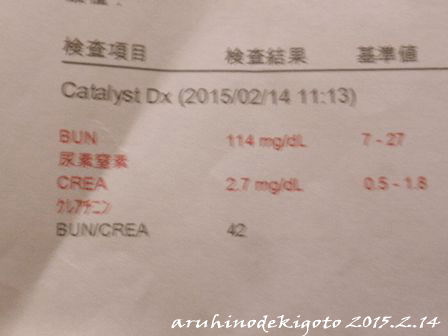 検査項目 検査結果 基準値
Catalyst Dx (2015/02/14 11:13)
BUN 114 mg/dL 7 - 27
尿素窒素
CREA 2.7 mg/dL 0.5 - 1.8
クレアチニン
BUN/CREA 42
aruhinodekigoto 2015.2.14